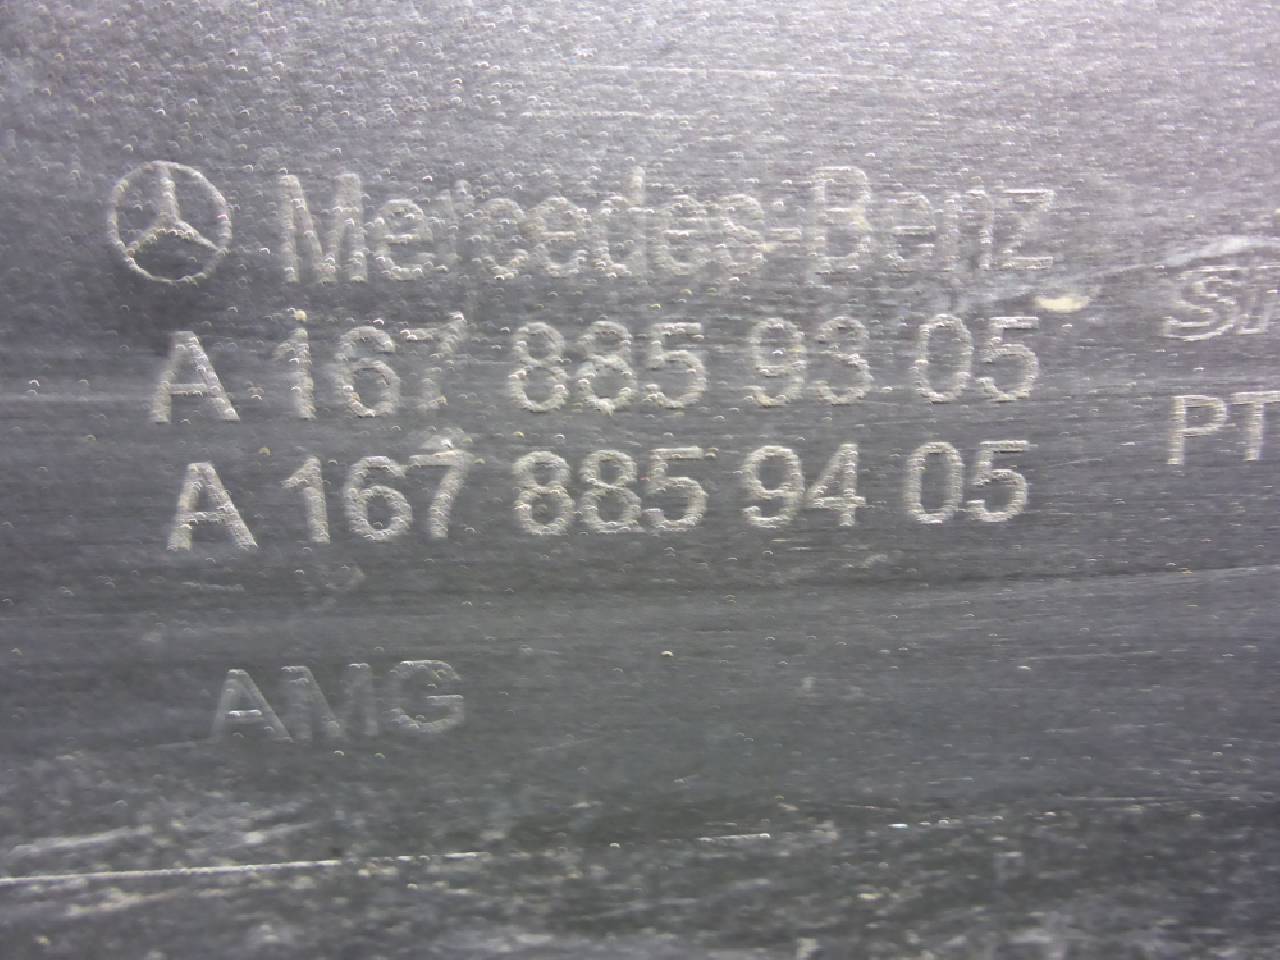 Mercedes-Benz
A 167 885 93 05
A 167 885 94 05
PT
AMG